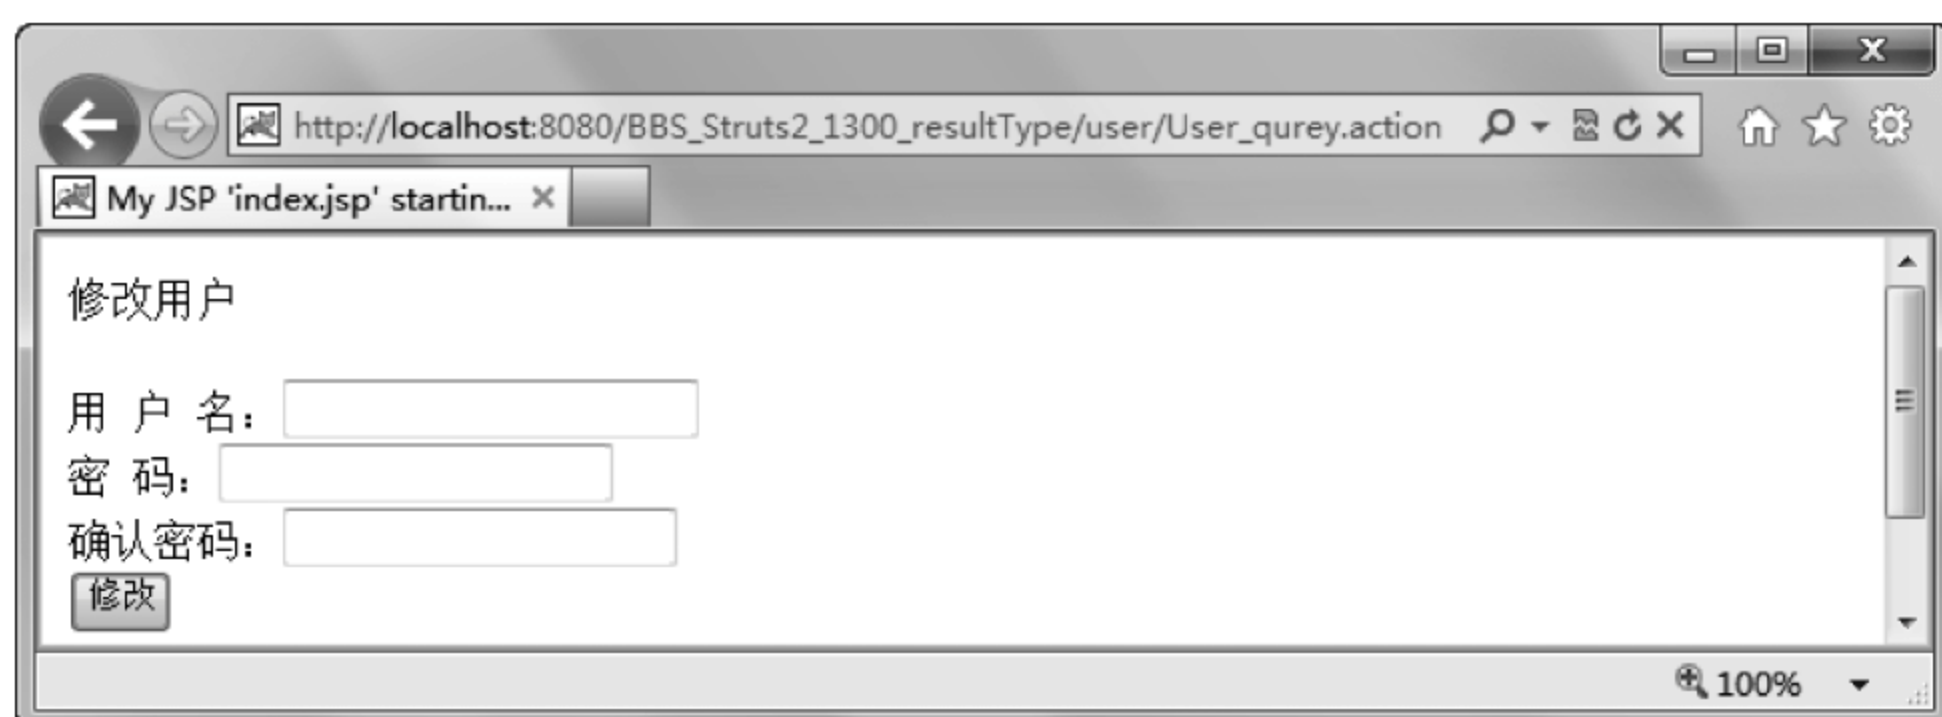 http://localhost:8080/BBS_Struts2_1300_resultType/user/User_qurey.action
My JSP 'index.jsp' startin...
修改用户
用 户 名：
密 码：
确认密码：
修改
100%